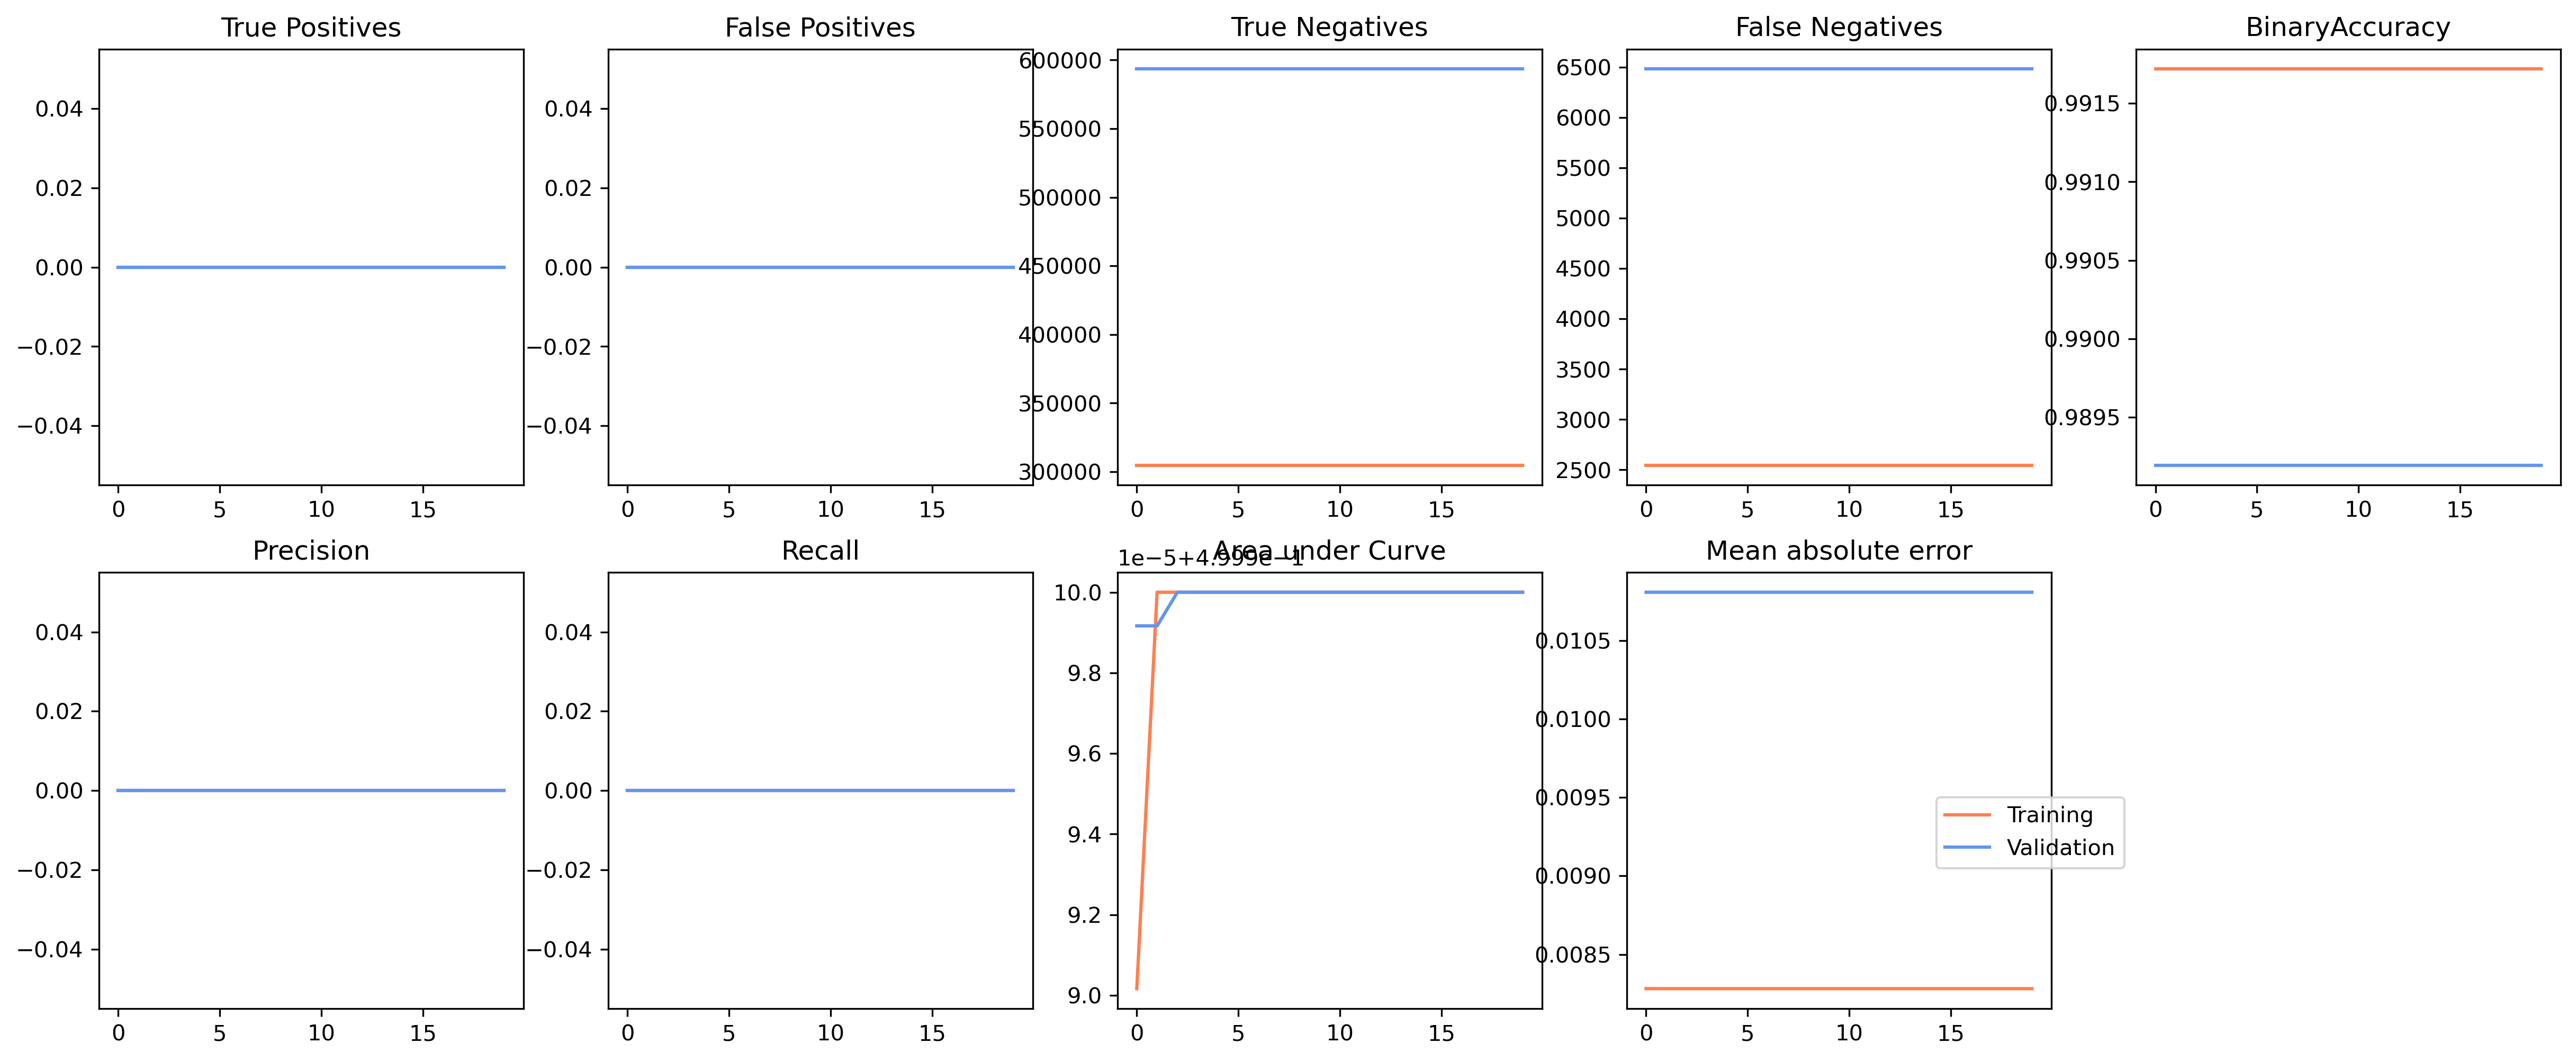 True Positives
0.04
0.02
0.00
−0.02
−0.04
0 5 10 15
False Positives
0.04
0.02
0.00
−0.02
−0.04
0 5 10 15
True Negatives
600000
550000
500000
450000
400000
350000
300000
0 5 10 15
False Negatives
6500
6000
5500
5000
4500
4000
3500
3000
2500
0 5 10 15
BinaryAccuracy
0.9915
0.9910
0.9905
0.9900
0.9895
0 5 10 15
Precision
0.04
0.02
0.00
−0.02
−0.04
0 5 10 15
Recall
0.04
0.02
0.00
−0.02
−0.04
0 5 10 15
Area under Curve
1e−5+4.999e−1
10.0
9.8
9.6
9.4
9.2
9.0
0 5 10 15
Mean absolute error
0.0105
0.0100
0.0095
0.0090
0.0085
0 5 10 15
Training
Validation